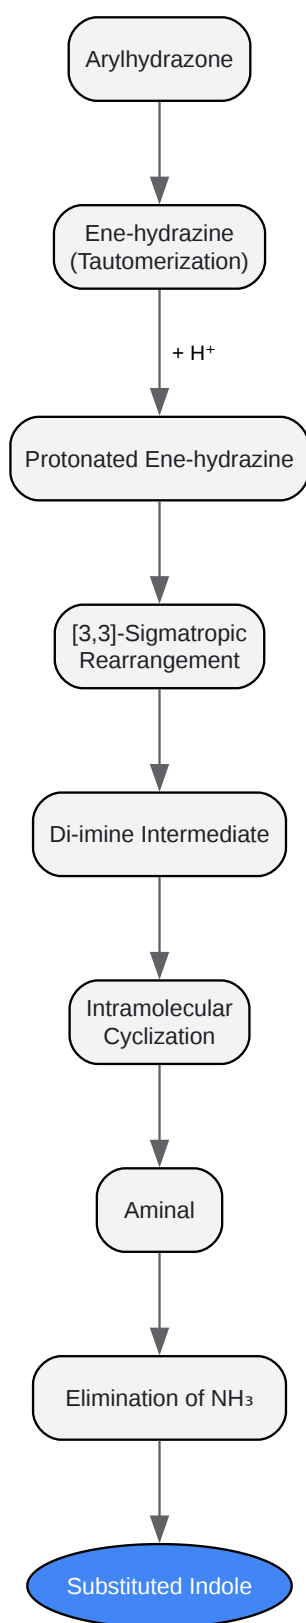 Arylhydrazone
Ene-hydrazine
(Tautomerization)
+ H⁺
Protonated Ene-hydrazine
[3,3]-Sigmatropic
Rearrangement
Di-imine Intermediate
Intramolecular
Cyclization
Aminal
Elimination of NH₃
Substituted Indole